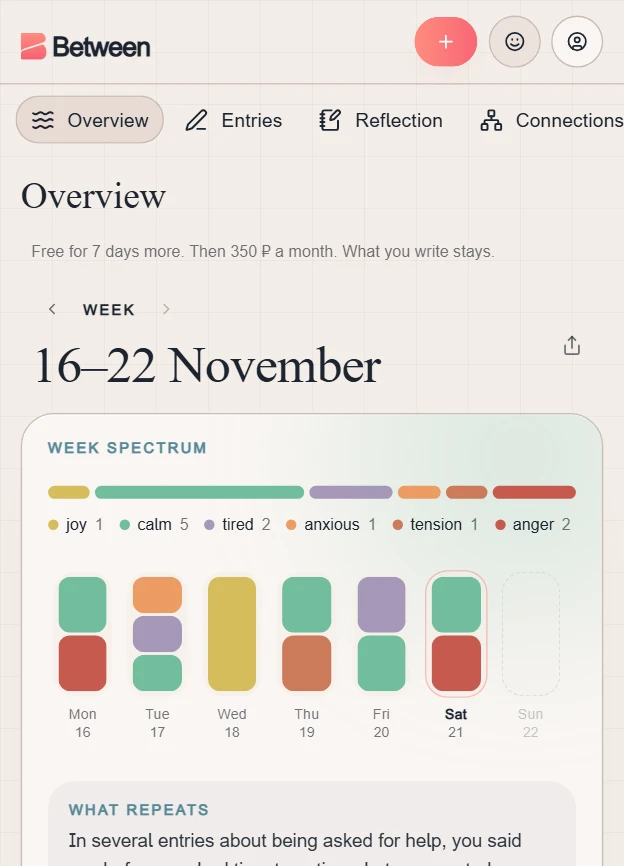 Between
Overview Entries Reflection Connections
Overview
Free for 7 days more. Then 350 ₽ a month. What you write stays.
WEEK
16–22 November
WEEK SPECTRUM
joy 1 calm 5 tired 2 anxious 1 tension 1 anger 2
Mon Tue Wed Thu Fri Sat Sun
16 17 18 19 20 21 22
WHAT REPEATS
In several entries about being asked for help, you said